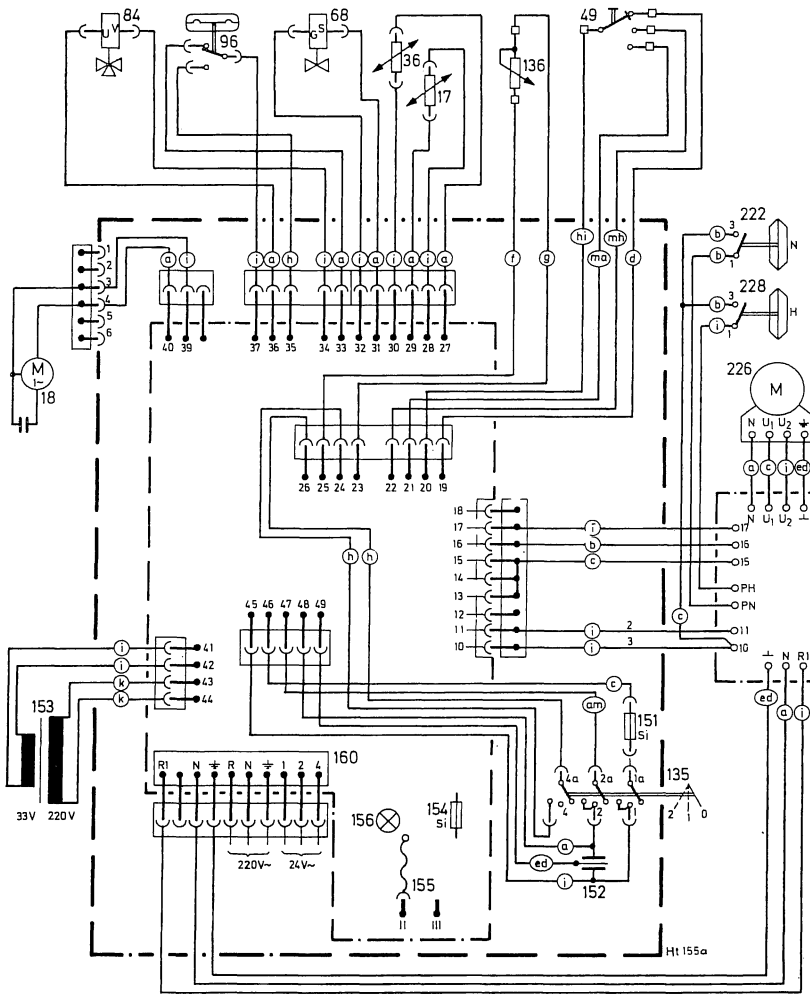 84 68 49
UV GS
96 36 136
17
222
b 3 N
b 1
228
b 3 H
i 1
hi mh
i a h i a i a i a i a f g ma d
1 a i
2
3
4
5
6
40 39 37 36 35 34 33 32 31 30 29 28 27
M 1~ 18
226
M
N U1 U2
a c i ed
N U1 U2
26 25 24 23 22 21 20 19
18
17 i 17
16 b 16
15 c 15
14
13 PH
12 PN
11 i 2 11
10 i 3 10
c
h h
45 46 47 48 49
i 41
i 42
k 43
k 44
153
33V 220V
N R1
ed a i
c
am 151 Si
R1 N R N 1 2 4 160
4a 2a 1a 135
4 2 1 2 0
220V~ 24V~
156 154 Si
155
II III
a
ed
i 152
Ht 155a